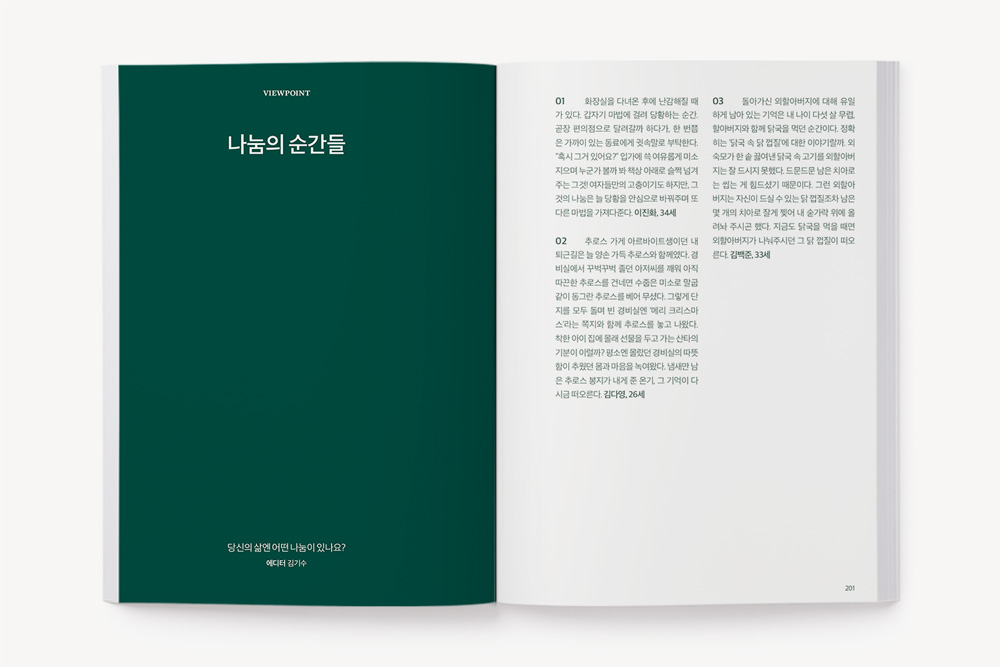 VIEWPOINT
나눔의 순간들
당신의 삶엔 어떤 나눔이 있나요?
에디터 김기수
01 화장실을 다녀온 후에 난감해질 때
가 있다. 갑자기 마법에 걸려 당황하는 순간.
곧장 편의점으로 달려갈까 하다가, 한 번쯤
은 가까이 있는 동료에게 귓속말로 부탁한다.
“혹시 그거 있어요?” 입가에 쓱 여유롭게 미소
지으며 누군가 볼까 봐 책상 아래로 슬쩍 넘겨
주는 그것! 여자들만의 고충이기도 하지만, 그
것의 나눔은 늘 당황을 안심으로 바꿔주며 또
다른 마법을 가져다준다. 이진화, 34세
02 추로스 가게 아르바이트생이던 내
퇴근길은 늘 양손 가득 추로스와 함께였다. 경
비실에서 꾸벅꾸벅 졸던 아저씨를 깨워 아직
따끈한 추로스를 건네면 수줍은 미소로 말굽
같이 동그란 추로스를 베어 무셨다. 그렇게 단
지를 모두 돌며 빈 경비실엔 ‘메리 크리스마
스’라는 쪽지와 함께 추로스를 놓고 나왔다.
착한 아이 집에 몰래 선물을 두고 가는 산타의
기분이 이럴까? 평소엔 몰랐던 경비실의 따뜻
함이 추웠던 몸과 마음을 녹여왔다. 냄새만 남
은 추로스 봉지가 내게 준 온기, 그 기억이 다
시금 떠오른다. 김다영, 26세
03 돌아가신 외할아버지에 대해 유일
하게 남아 있는 기억은 내 나이 다섯 살 무렵,
할아버지와 함께 닭국을 먹던 순간이다. 정확
히는 ‘닭국 속 닭 껍질’에 대한 이야기랄까. 외
숙모가 한 솥 끓여낸 닭국 속 고기를 외할아버
지는 잘 드시지 못했다. 드문드문 남은 치아로
는 씹는 게 힘드셨기 때문이다. 그런 외할아
버지는 자신이 드실 수 있는 닭 껍질조차 남은
몇 개의 치아로 잘게 찢어 내 숟가락 위에 올
려놔 주시곤 했다. 지금도 닭국을 먹을 때면
외할아버지가 나눠주시던 그 닭 껍질이 떠오
른다. 김백준, 33세
201